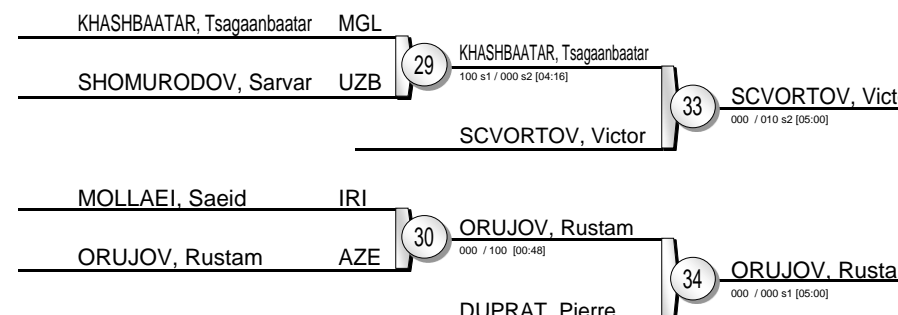 KHASHBAATAR, Tsagaanbaatar MGL
SHOMURODOV, Sarvar UZB
29
KHASHBAATAR, Tsagaanbaatar
100 s1 / 000 s2 [04:16]
SCVORTOV, Victor
33
SCVORTOV, Vict
000 / 010 s2 [05:00]
MOLLAEI, Saeid IRI
ORUJOV, Rustam AZE
30
ORUJOV, Rustam
000 / 100 [00:48]
DUPRAT, Pierre
34
ORUJOV, Rusta
000 / 000 s1 [05:00]